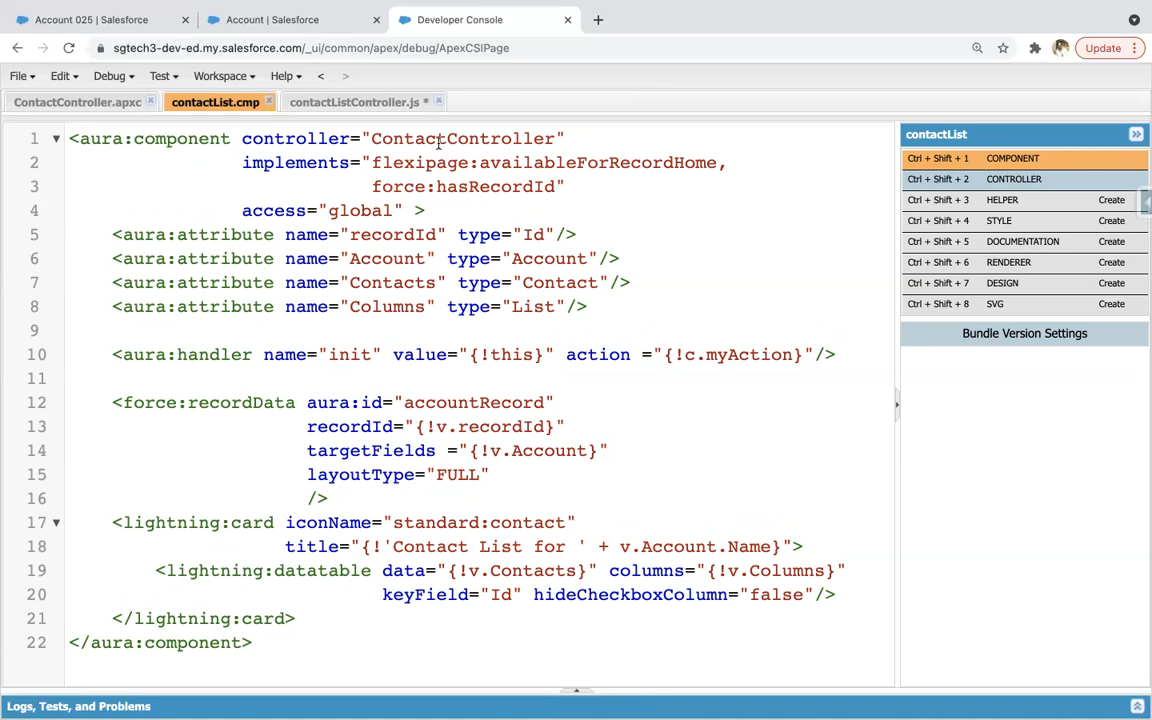 Account 025 | Salesforce
Account | Salesforce
Developer Console
sgtech3-dev-ed.my.salesforce.com/_ui/common/apex/debug/ApexCSIPage
Update
File Edit Debug Test Workspace Help < >
ContactController.apxc contactList.cmp contactListController.js *
1 <aura:component controller="ContactController"
2 implements="flexipage:availableForRecordHome,
3 force:hasRecordId"
4 access="global" >
5 <aura:attribute name="recordId" type="Id"/>
6 <aura:attribute name="Account" type="Account"/>
7 <aura:attribute name="Contacts" type="Contact"/>
8 <aura:attribute name="Columns" type="List"/>
9
10 <aura:handler name="init" value="{!this}" action ="{!c.myAction}"/>
11
12 <force:recordData aura:id="accountRecord"
13 recordId="{!v.recordId}"
14 targetFields ="{!v.Account}"
15 layoutType="FULL"
16 />
17 <lightning:card iconName="standard:contact"
18 title="{!'Contact List for ' + v.Account.Name}">
19 <lightning:datatable data="{!v.Contacts}" columns="{!v.Columns}"
20 keyField="Id" hideCheckboxColumn="false"/>
21 </lightning:card>
22 </aura:component>
contactList
Ctrl + Shift + 1 COMPONENT
Ctrl + Shift + 2 CONTROLLER
Ctrl + Shift + 3 HELPER Create
Ctrl + Shift + 4 STYLE Create
Ctrl + Shift + 5 DOCUMENTATION Create
Ctrl + Shift + 6 RENDERER Create
Ctrl + Shift + 7 DESIGN Create
Ctrl + Shift + 8 SVG Create
Bundle Version Settings
Logs, Tests, and Problems